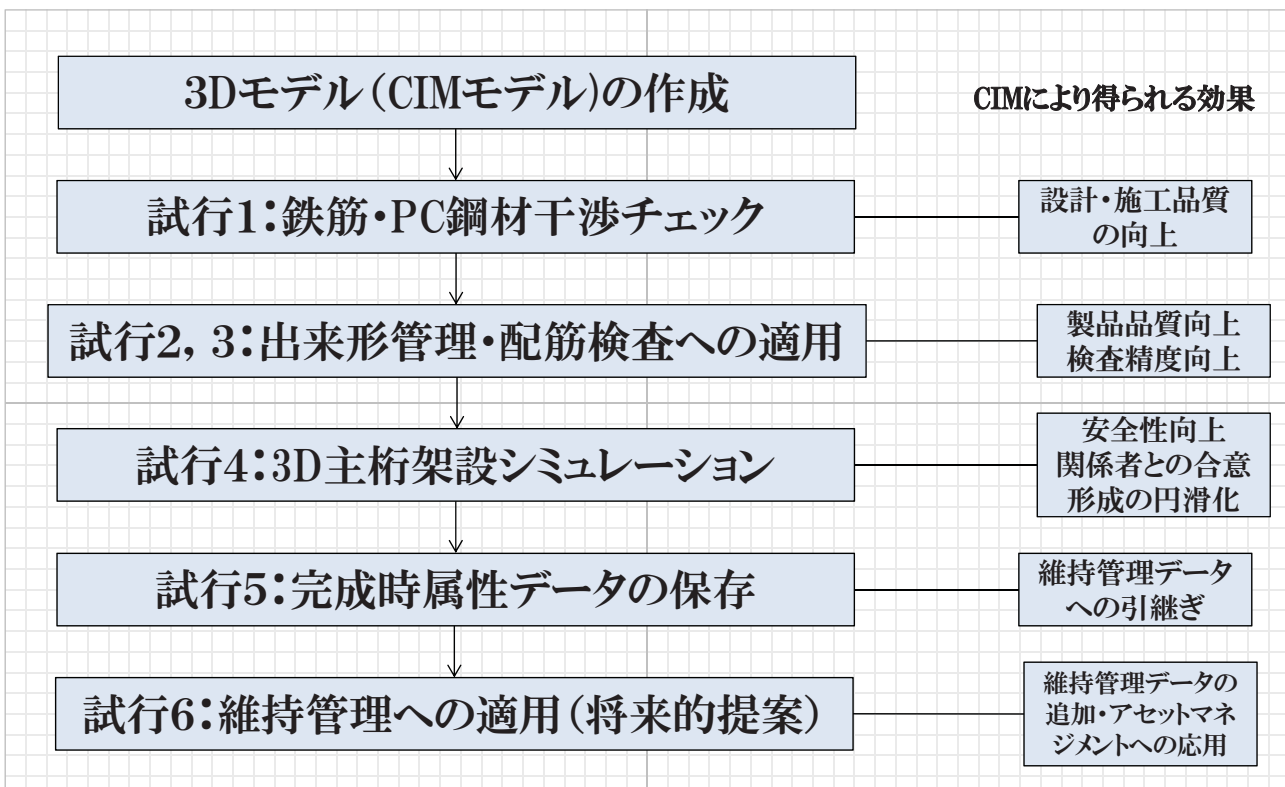 3Dモデル(CIMモデル)の作成
CIMにより得られる効果
試行1:鉄筋・PC鋼材干渉チェック
設計・施工品質
の向上
試行2, 3:出来形管理・配筋検査への適用
製品品質向上
検査精度向上
試行4:3D主桁架設シミュレーション
安全性向上
関係者との合意
形成の円滑化
試行5:完成時属性データの保存
維持管理データ
への引継ぎ
試行6:維持管理への適用(将来的提案)
維持管理データの
追加・アセットマネ
ジメントへの応用